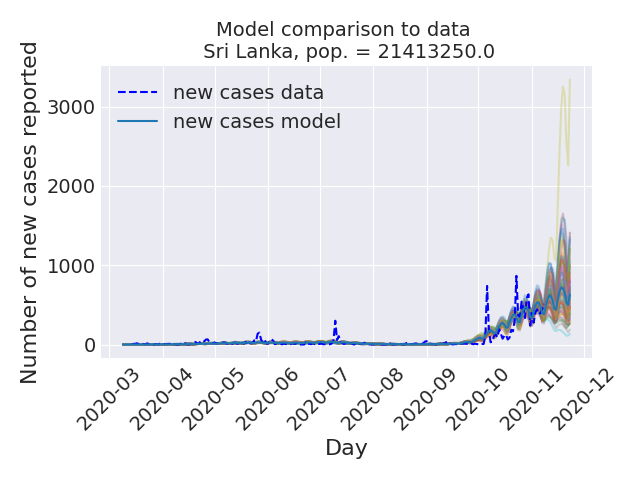 Model comparison to data
Sri Lanka, pop. = 21413250.0
Number of new cases reported
3000
2000
1000
0
new cases data
new cases model
2020-03
2020-04
2020-05
2020-06
2020-07
2020-08
2020-09
2020-10
2020-11
2020-12
Day